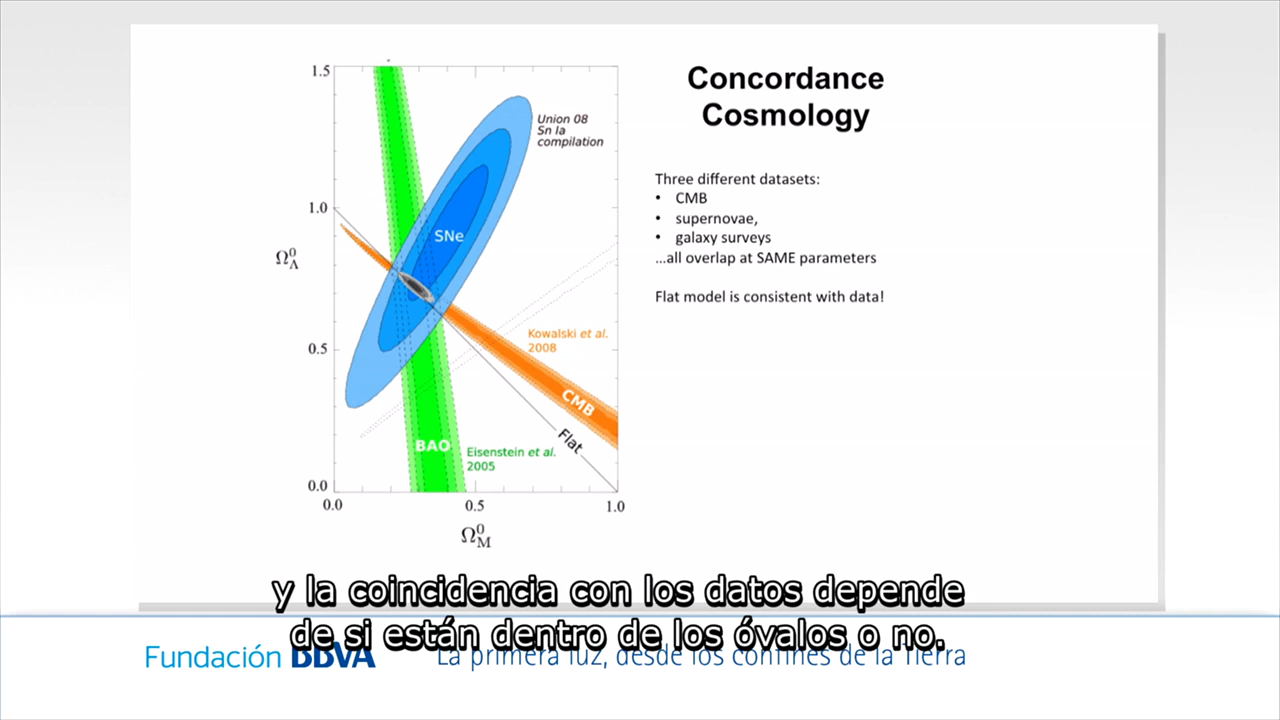 Concordance
Cosmology
1.5
1.0
0.5
0.0
Ω⁰_Λ
Union 08
Sn Ia
compilation
SNe
Kowalski et al.
2008
CMB
Flat
BAO
Eisenstein et al.
2005
0.0
0.5
1.0
Ω⁰_M
Three different datasets:
• CMB
• supernovae,
• galaxy surveys
...all overlap at SAME parameters
Flat model is consistent with data!
y la coincidencia con los datos depende
de si están dentro de los óvalos o no.
Fundación BBVA
La primera luz, desde los confines de la Tierra